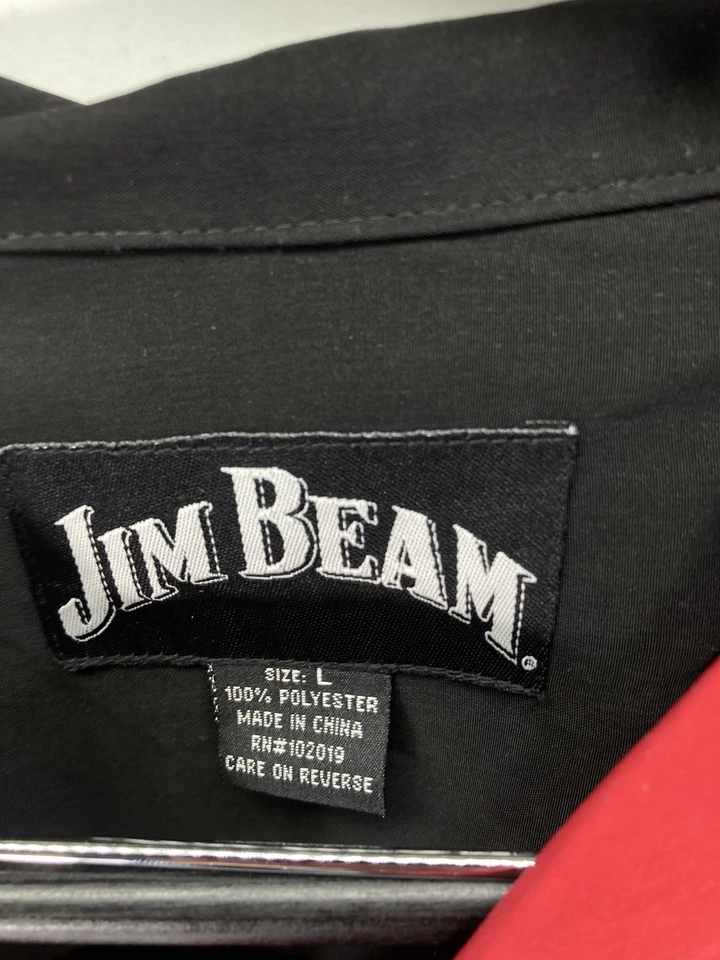 JIM BEAM ®
SIZE: L
100% POLYESTER
MADE IN CHINA
RN#102019
CARE ON REVERSE